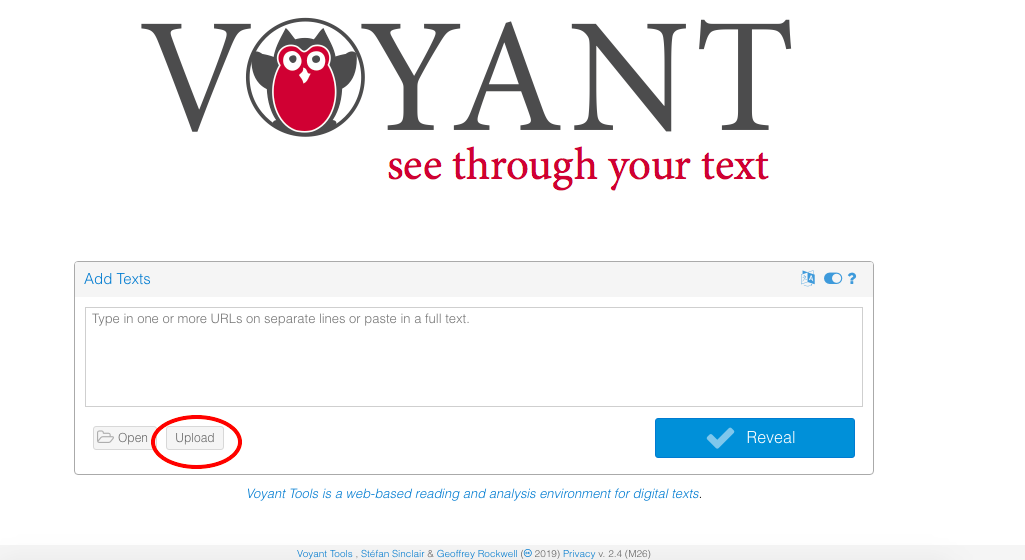 VOYANT
see through your text
Add Texts
?
Type in one or more URLs on separate lines or paste in a full text.
Open Upload Reveal
Voyant Tools is a web-based reading and analysis environment for digital texts.
Voyant Tools , Stéfan Sinclair & Geoffrey Rockwell (🄯 2019) Privacy v. 2.4 (M26)